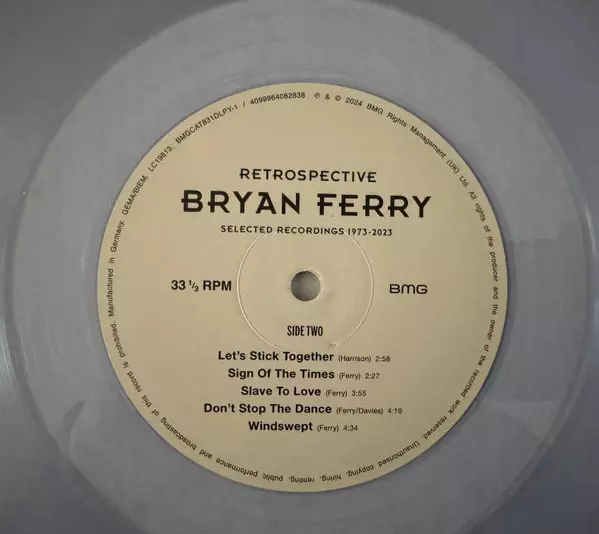 RETROSPECTIVE
BRYAN FERRY
SELECTED RECORDINGS 1973-2023
33 1/3 RPM
BMG
SIDE TWO
Let's Stick Together (Harrison) 2:58
Sign Of The Times (Ferry) 2:27
Slave To Love (Ferry) 3:55
Don't Stop The Dance (Ferry/Davies) 4:19
Windswept (Ferry) 4:34
Manufactured in Germany. GEMA/BIEM. LC19813. BMGCAT831DLPY-1 / 4099964082838 ℗ & © 2024 BMG Rights Management (UK) Ltd. All rights of the producer and the owner of the recorded work reserved. Unauthorised copying, hiring, renting, public performance and broadcasting of this record is prohibited.